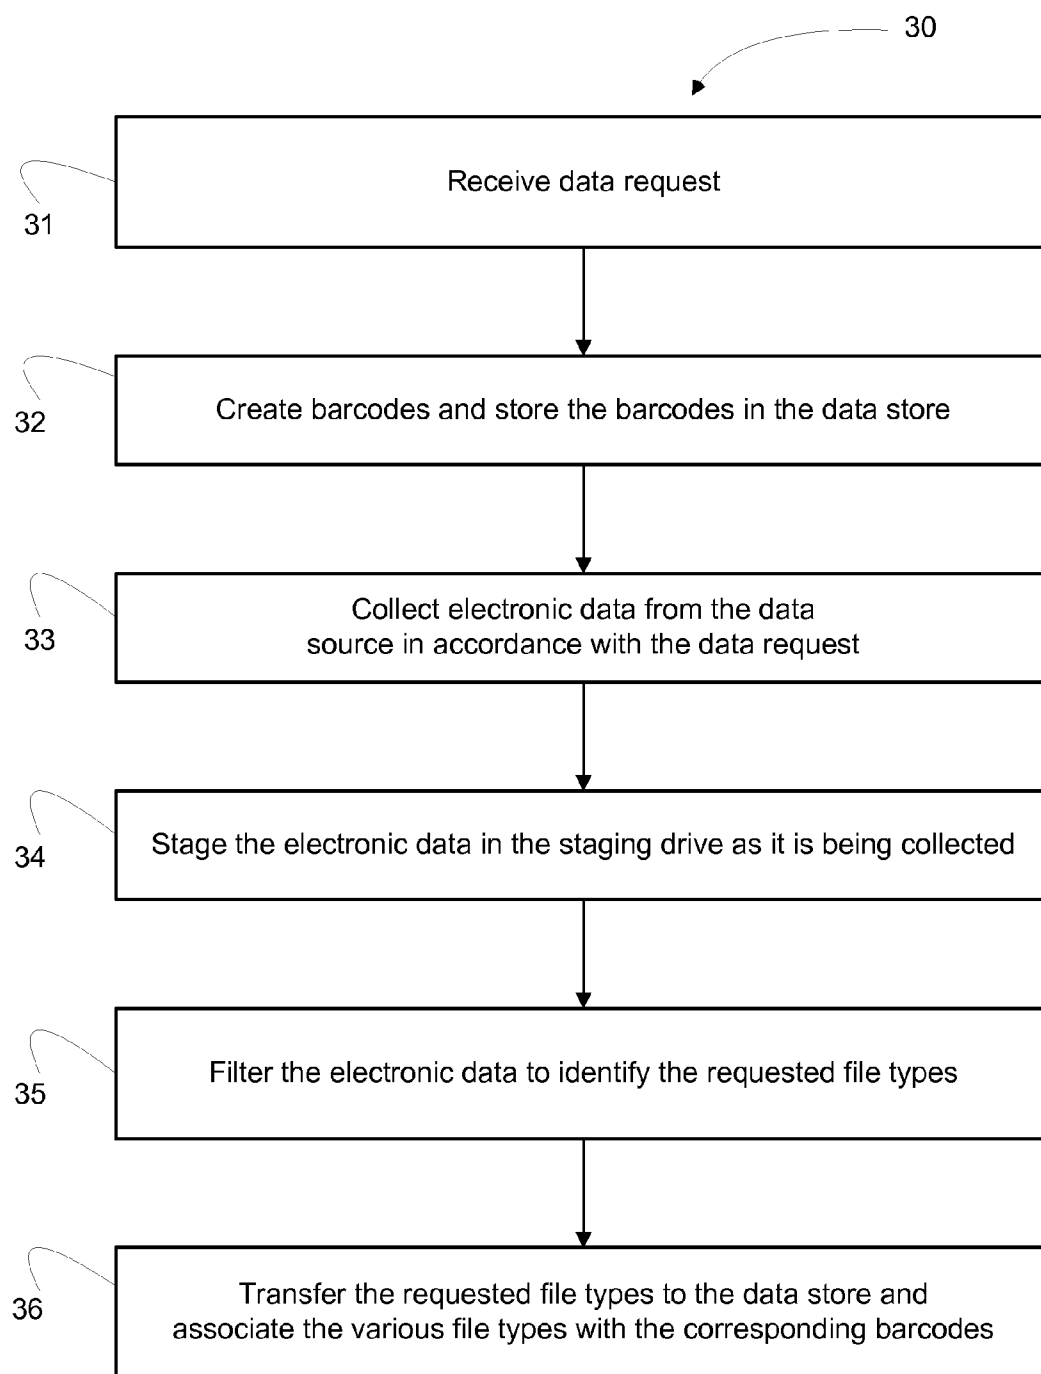 30
Receive data request
31
Create barcodes and store the barcodes in the data store
32
Collect electronic data from the data
source in accordance with the data request
33
Stage the electronic data in the staging drive as it is being collected
34
Filter the electronic data to identify the requested file types
35
Transfer the requested file types to the data store and
associate the various file types with the corresponding barcodes
36